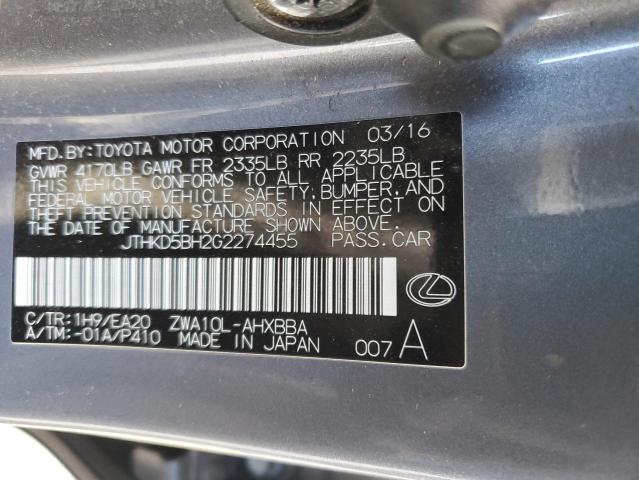 MFD. BY: TOYOTA MOTOR CORPORATION 03/16
GVWR 4170LB GAWR FR 2335LB RR 2235LB
THIS VEHICLE CONFORMS TO ALL APPLICABLE
FEDERAL MOTOR VEHICLE SAFETY, BUMPER, AND
THEFT PREVENTION STANDARDS IN EFFECT ON
THE DATE OF MANUFACTURE SHOWN ABOVE.
JTHKD5BH2G2274455 PASS. CAR
C/TR: 1H9/EA20 ZWA10L-AHXBBA
A/TM: -01A/P410 MADE IN JAPAN 007 A